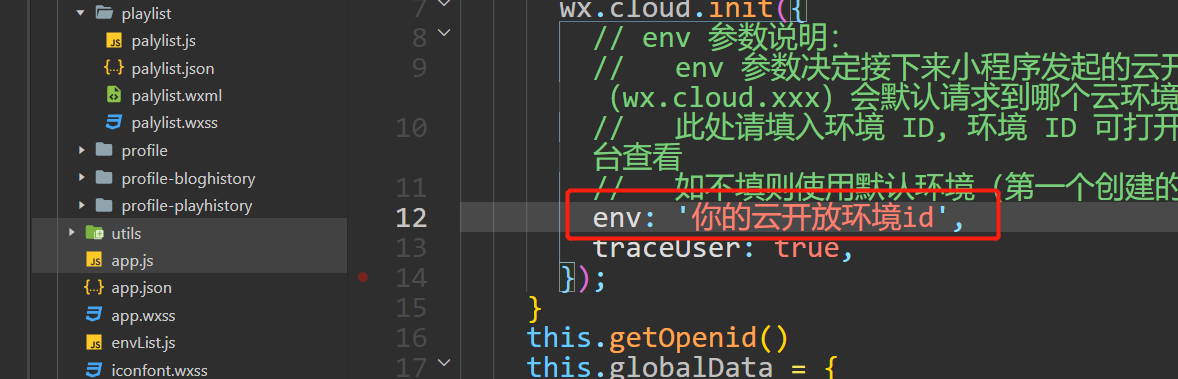 playlist
palylist.js
palylist.json
palylist.wxml
palylist.wxss
profile
profile-bloghistory
profile-playhistory
utils
app.js
app.json
app.wxss
envList.js
iconfont.wxss
7 wx.cloud.init({
8 // env 参数说明:
9 //   env 参数决定接下来小程序发起的云开
(wx.cloud.xxx) 会默认请求到哪个云环境
10 //   此处请填入环境 ID, 环境 ID 可打开
台查看
11 //   如不填则使用默认环境 (第一个创建的
12 env: '你的云开放环境id',
13 traceUser: true,
14 });
15 }
16 this.getOpenid()
17 this.globalData = {